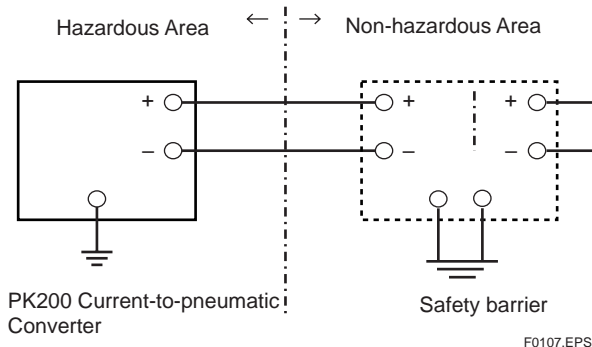 Hazardous Area ← → Non-hazardous Area
+ + +
– – –
PK200 Current-to-pneumatic
Converter
Safety barrier
F0107.EPS